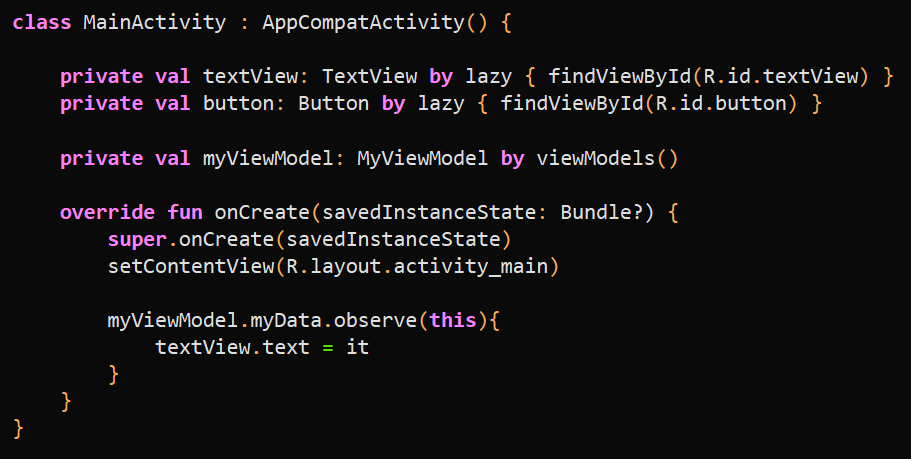 class MainActivity : AppCompatActivity() {
    private val textView: TextView by lazy { findViewById(R.id.textView) }
    private val button: Button by lazy { findViewById(R.id.button) }
    private val myViewModel: MyViewModel by viewModels()
    override fun onCreate(savedInstanceState: Bundle?) {
        super.onCreate(savedInstanceState)
        setContentView(R.layout.activity_main)
        myViewModel.myData.observe(this){
            textView.text = it
        }
    }
}